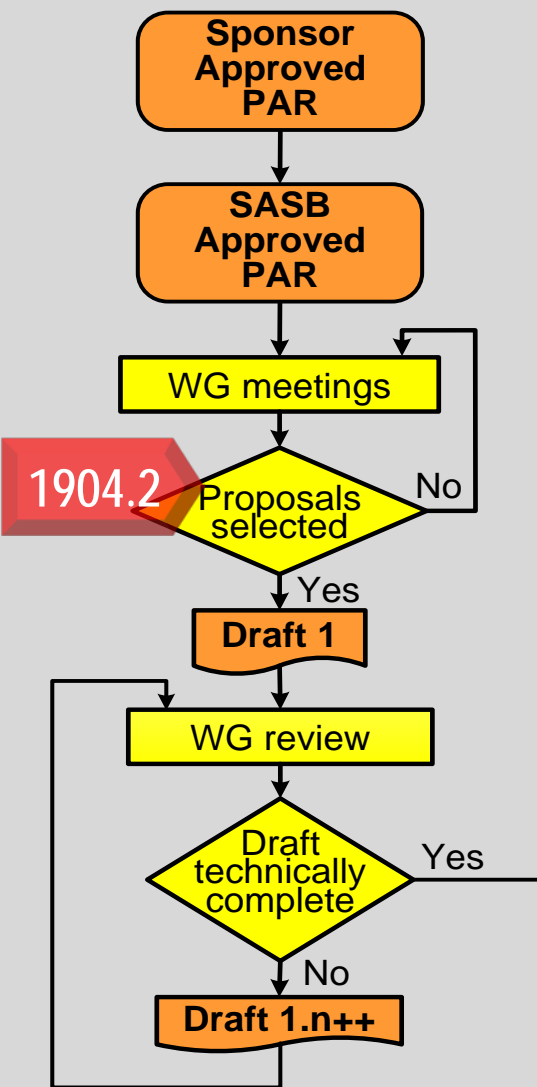 Sponsor
Approved
PAR
SASB
Approved
PAR
WG meetings
1904.2
Proposals
selected
No
Yes
Draft 1
WG review
Draft
technically
complete
Yes
No
Draft 1.n++